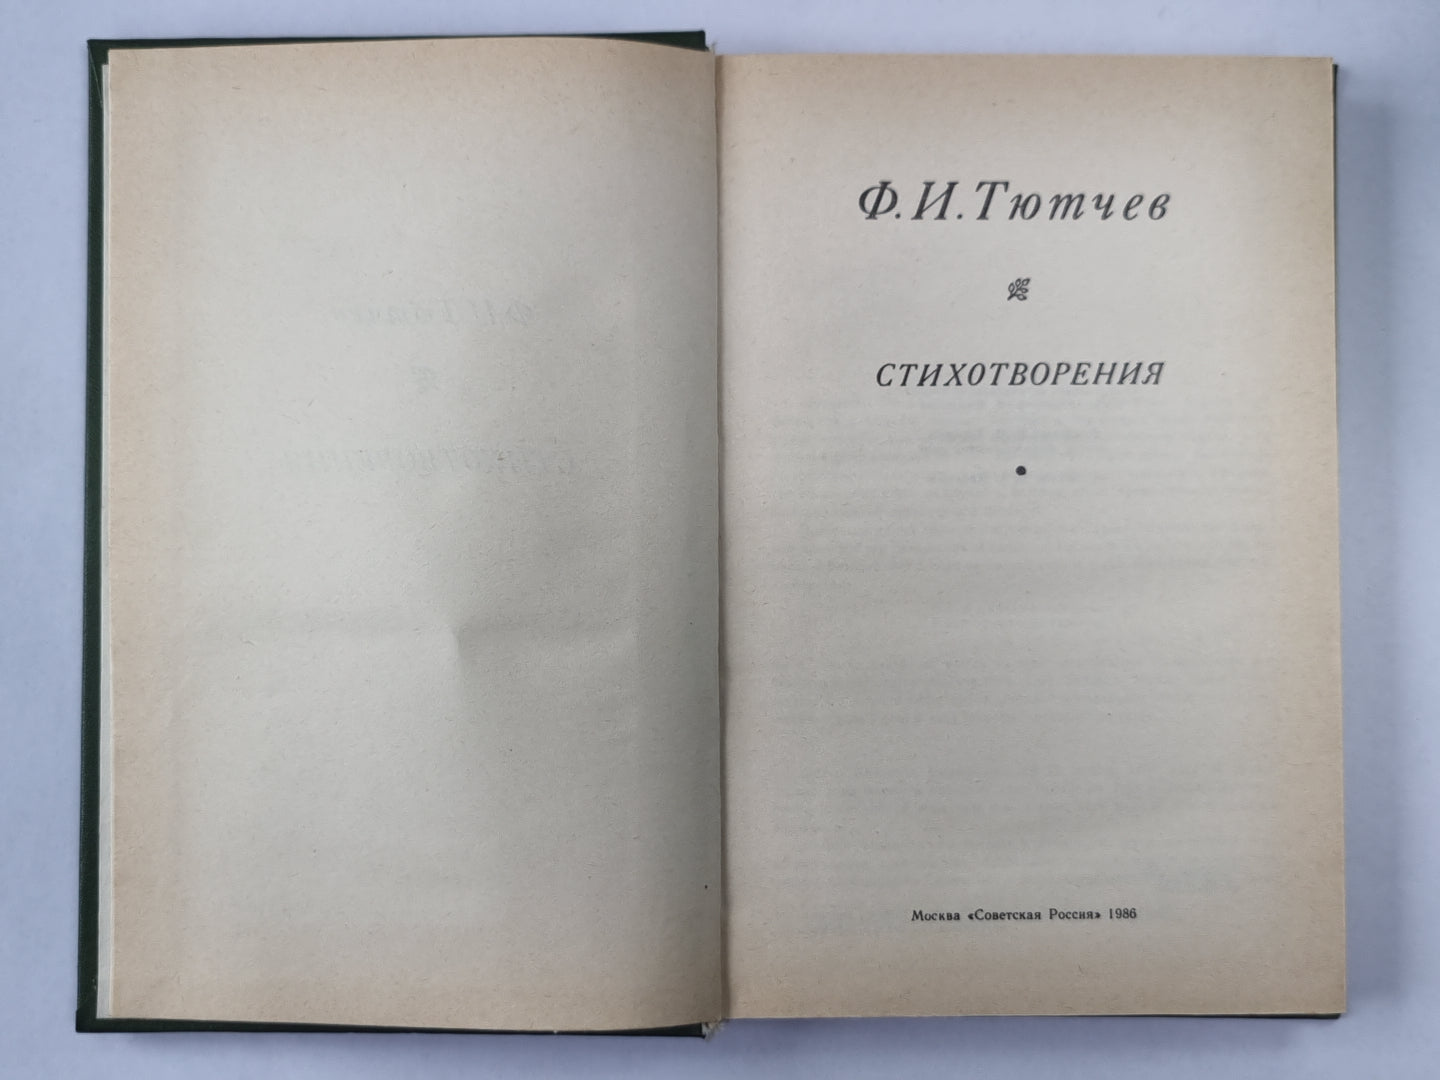 Ф. И. Тютчев
СТИХОТВОРЕНИЯ
Москва «Советская Россия» 1986